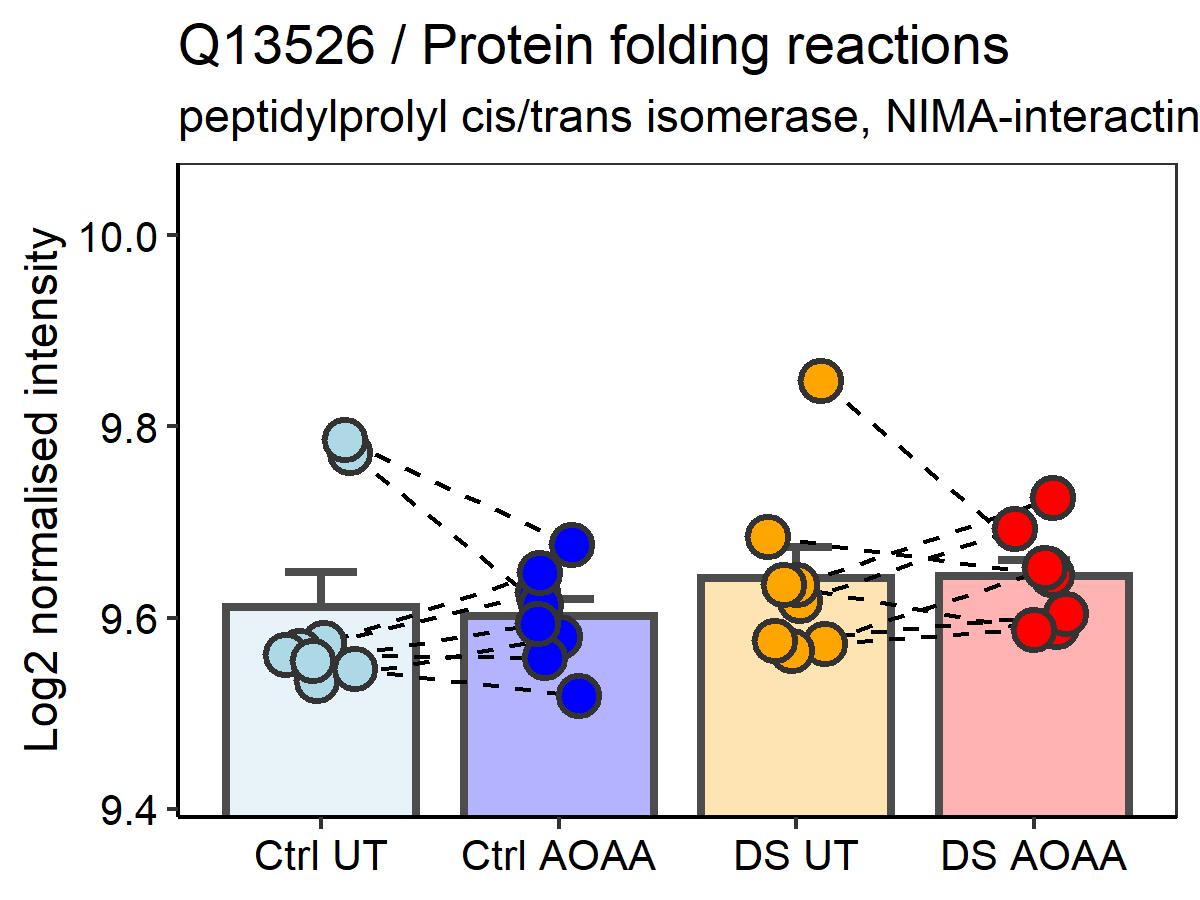 Q13526 / Protein folding reactions
peptidylprolyl cis/trans isomerase, NIMA-interactin
Log2 normalised intensity
10.0
9.8
9.6
9.4
Ctrl UT
Ctrl AOAA
DS UT
DS AOAA